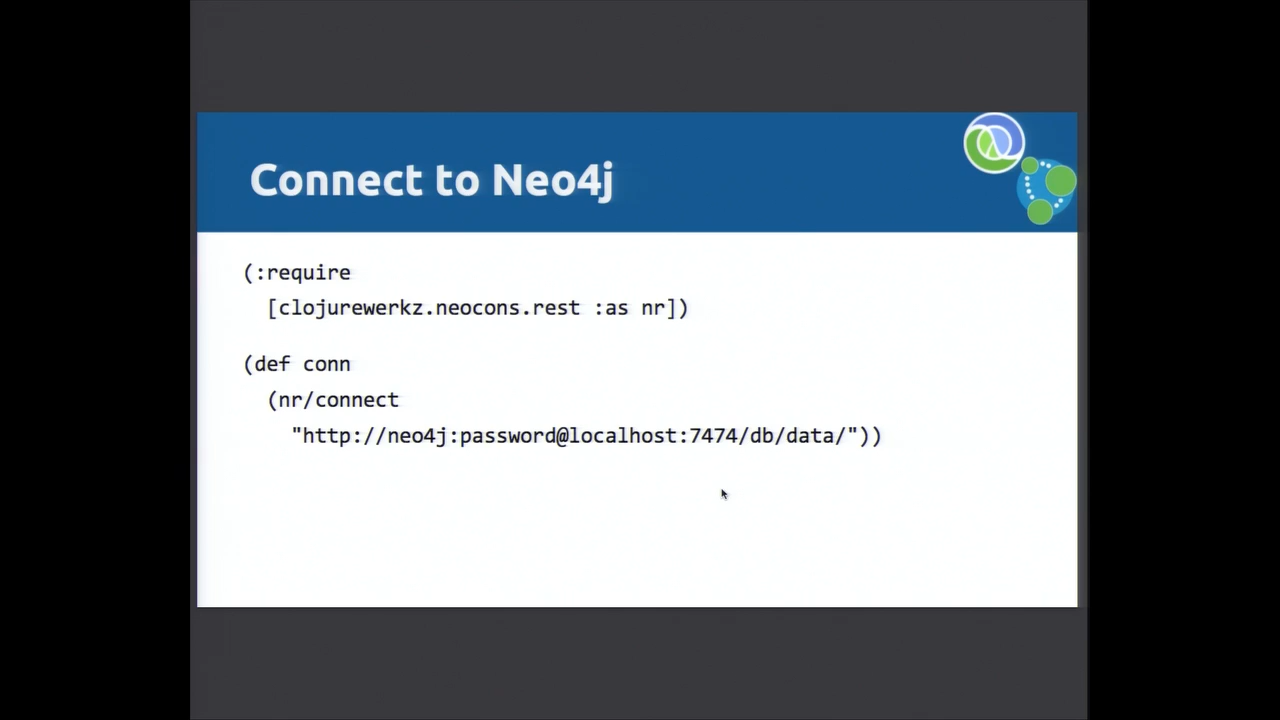 Connect to Neo4j
(:require
[clojurewerkz.neocons.rest :as nr])
(def conn
(nr/connect
"http://neo4j:password@localhost:7474/db/data/"))